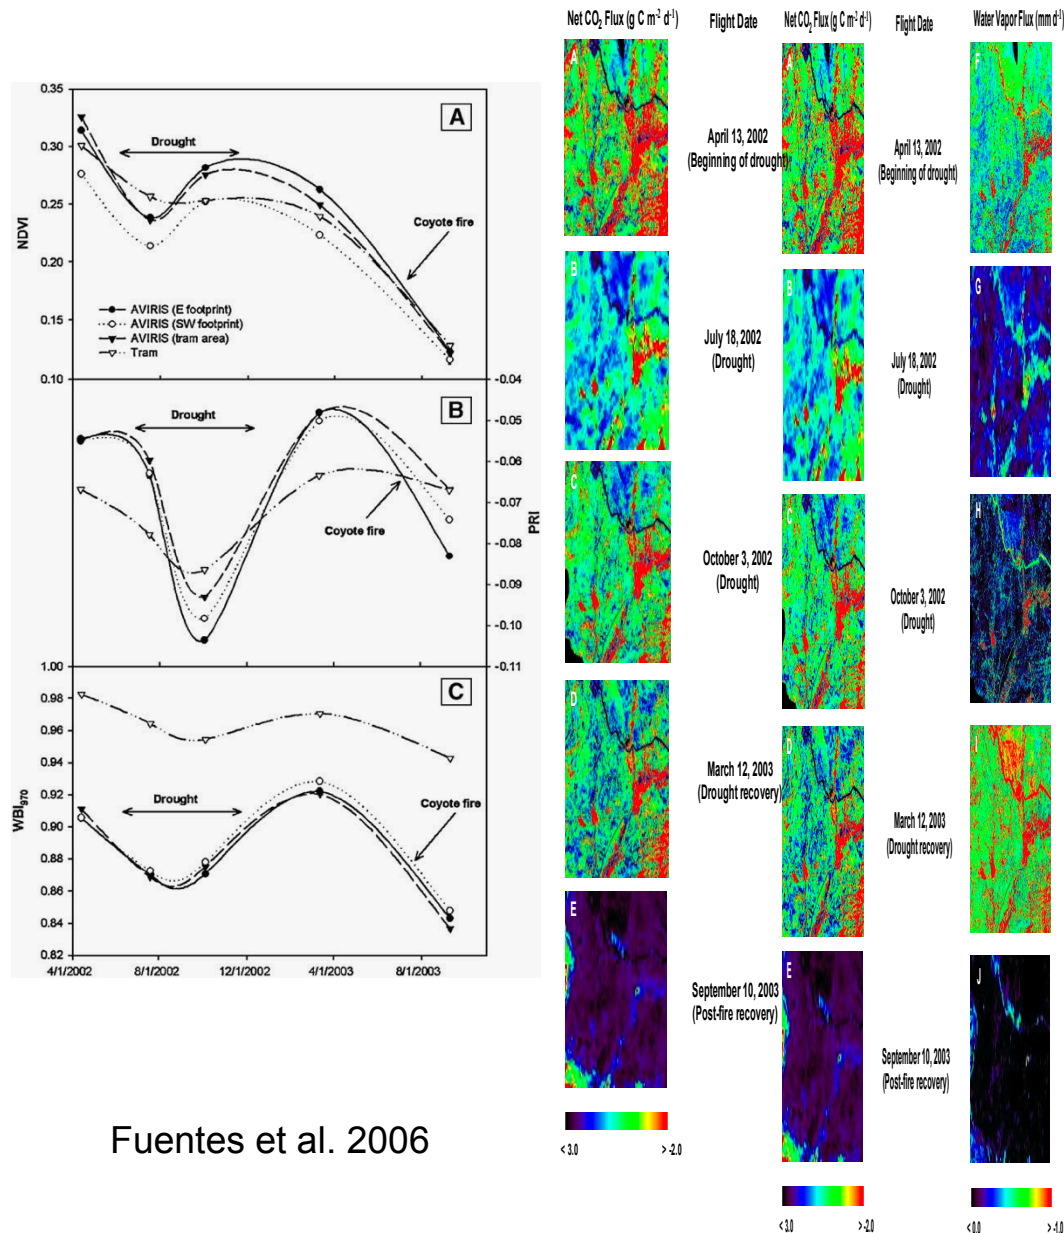 A
NDVI
0.35
0.30
0.25
0.20
0.15
0.10
Drought
Coyote fire
AVIRIS (E footprint)
AVIRIS (SW footprint)
AVIRIS (tram area)
Tram
B
PRI
-0.04
-0.05
-0.06
-0.07
-0.08
-0.09
-0.10
-0.11
Drought
Coyote fire
C
WBI970
1.00
0.98
0.96
0.94
0.92
0.90
0.88
0.86
0.84
0.82
Drought
Coyote fire
4/1/2002
8/1/2002
12/1/2002
4/1/2003
8/1/2003
Fuentes et al. 2006
Net CO2 Flux (g C m-2 d-1)
A
B
C
D
E
< 3.0
> -2.0
Flight Date
April 13, 2002
(Beginning of drought)
July 18, 2002
(Drought)
October 3, 2002
(Drought)
March 12, 2003
(Drought recovery)
September 10, 2003
(Post-fire recovery)
Net CO2 Flux (g C m-2 d-1)
A
B
C
D
E
< 3.0
> -2.0
Flight Date
April 13, 2002
(Beginning of drought)
July 18, 2002
(Drought)
October 3, 2002
(Drought)
March 12, 2003
(Drought recovery)
September 10, 2003
(Post-fire recovery)
Water Vapor Flux (mm d-1)
F
G
H
I
J
< 0.0
> -1.0